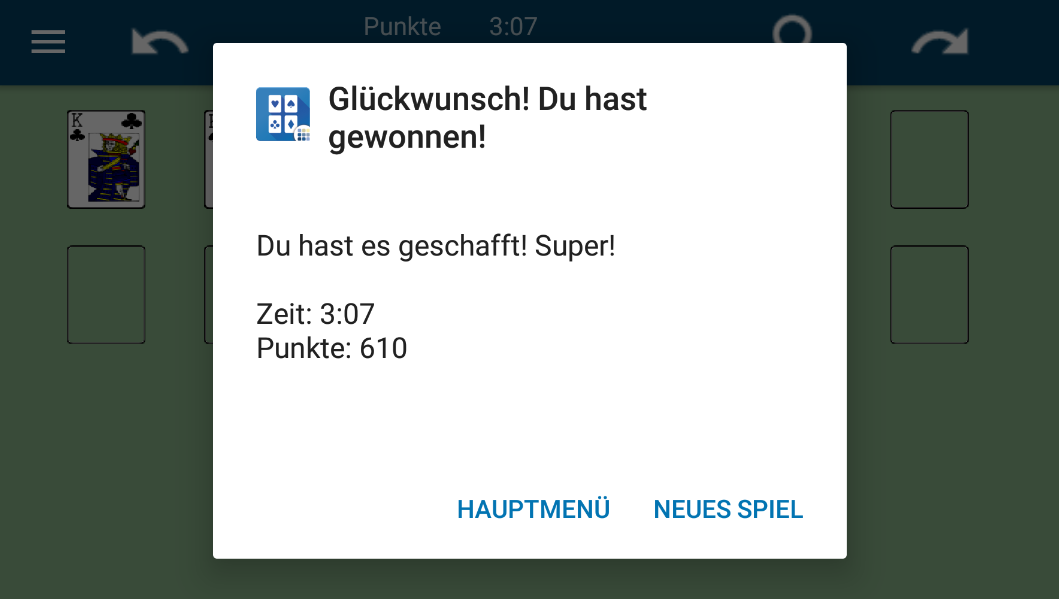 Punkte 3:07
Glückwunsch! Du hast
gewonnen!
K
Du hast es geschafft! Super!
Zeit: 3:07
Punkte: 610
HAUPTMENÜ NEUES SPIEL